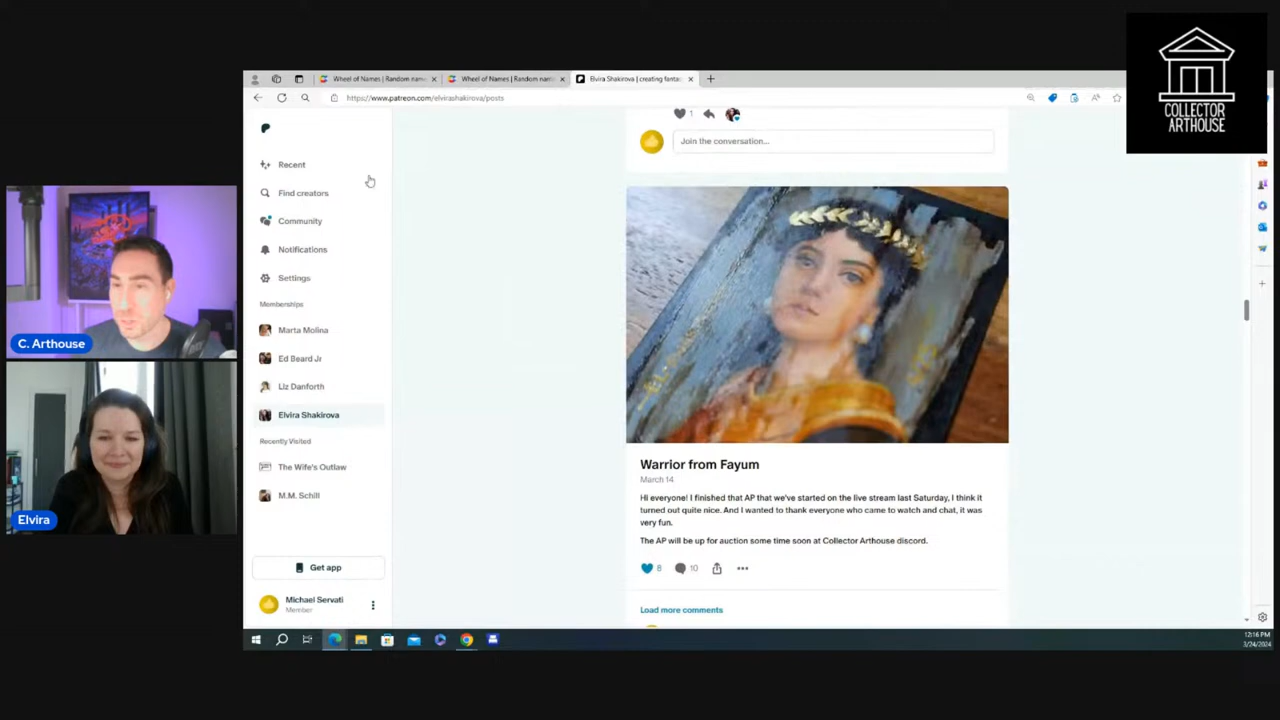 COLLECTOR
ARTHOUSE
Wheel of Names | Random name
Wheel of Names | Random nam
Elvira Shakirova | creating fantas
https://www.patreon.com/elvirashakirova/posts
Recent
Find creators
Community
Notifications
Settings
Memberships
Marta Molina
Ed Beard Jr
Liz Danforth
Elvira Shakirova
Recently Visited
The Wife's Outlaw
M.M. Schill
Get app
Michael Servati
Member
1
Join the conversation...
Warrior from Fayum
March 14
Hi everyone! I finished that AP that we've started on the live stream last Saturday, I think it
turned out quite nice. And I wanted to thank everyone who came to watch and chat, it was
very fun.
The AP will be up for auction some time soon at Collector Arthouse discord.
8
10
Load more comments
C. Arthouse
Elvira
12:16 PM
3/24/2024